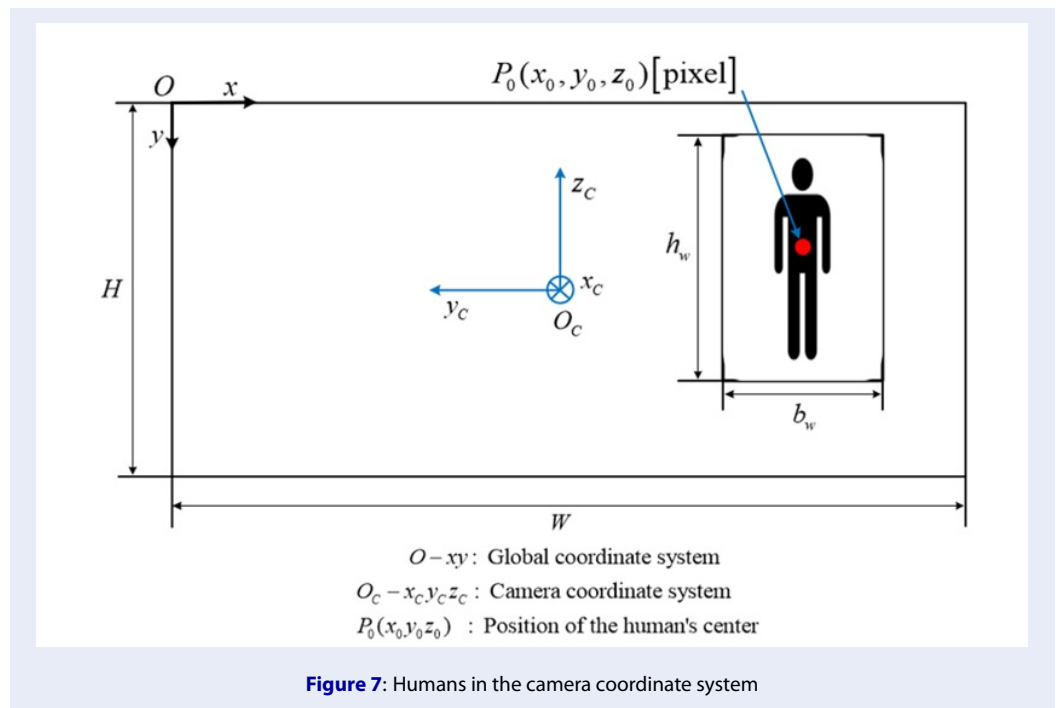 P₀(x₀, y₀, z₀)[pixel]
O
x
y
z_C
h_w
H
x_C
y_C
O_C
b_w
W
O−xy : Global coordinate system
O_C −x_C y_C z_C : Camera coordinate system
P₀(x₀y₀z₀) : Position of the human's center
Figure 7: Humans in the camera coordinate system